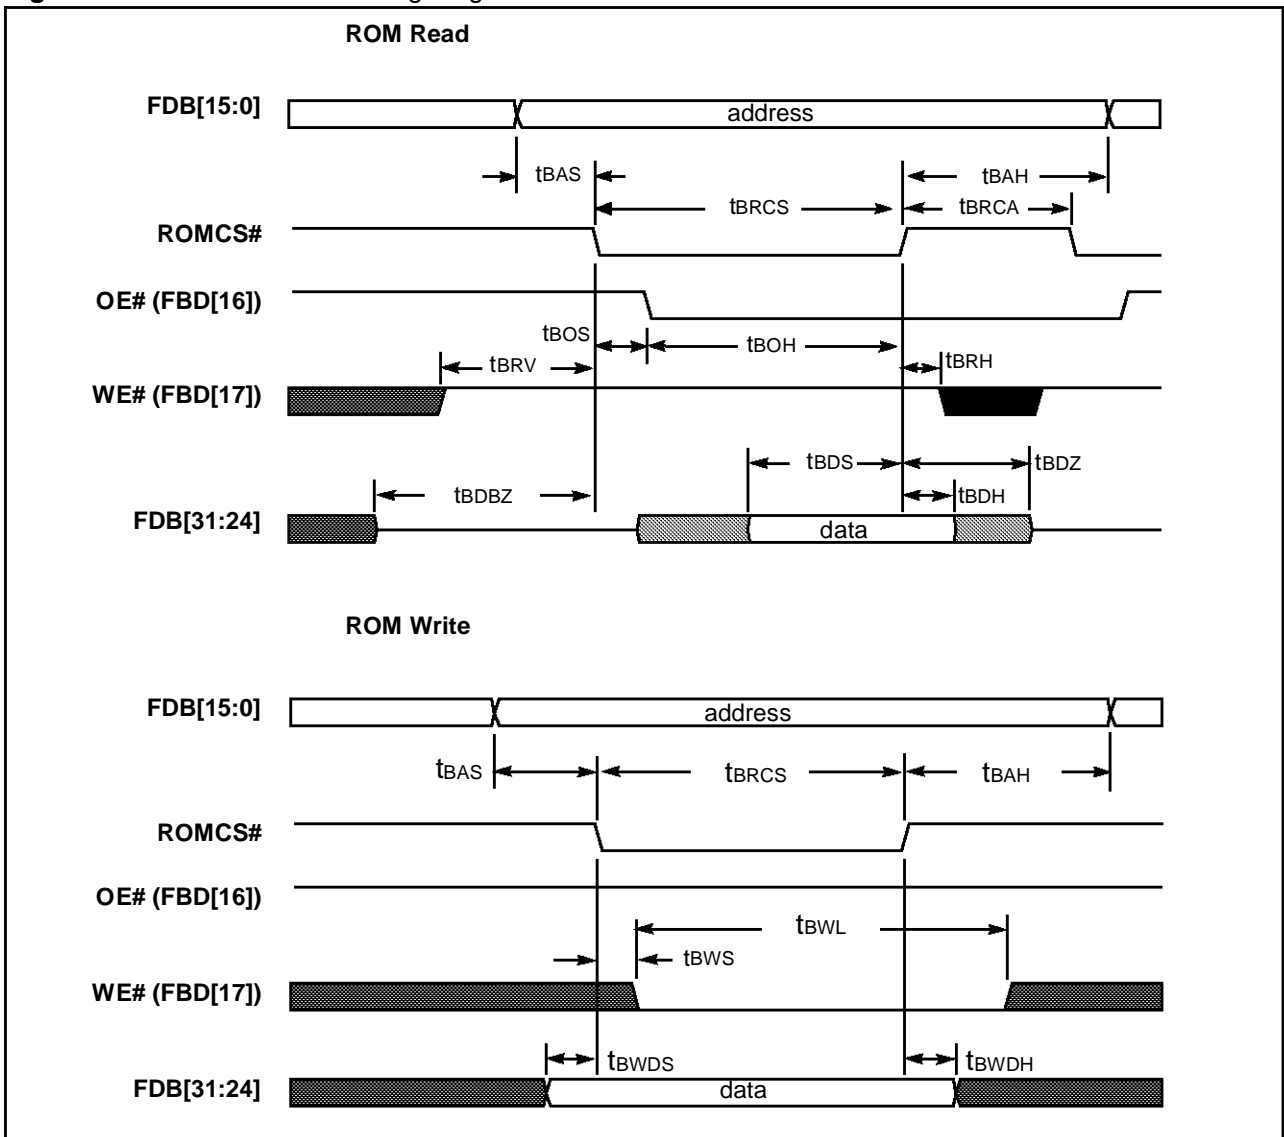 ROM Read
FDB[15:0]
address
tBAS
tBAH
tBRCS
tBRCA
ROMCS#
OE# (FBD[16])
tBOS
tBOH
tBRV
tBRH
WE# (FBD[17])
tBDS
tBDZ
tBDBZ
tBDH
FDB[31:24]
data
ROM Write
FDB[15:0]
address
tBAS
tBRCS
tBAH
ROMCS#
OE# (FBD[16])
tBWL
tBWS
WE# (FBD[17])
tBWDS
tBWDH
FDB[31:24]
data